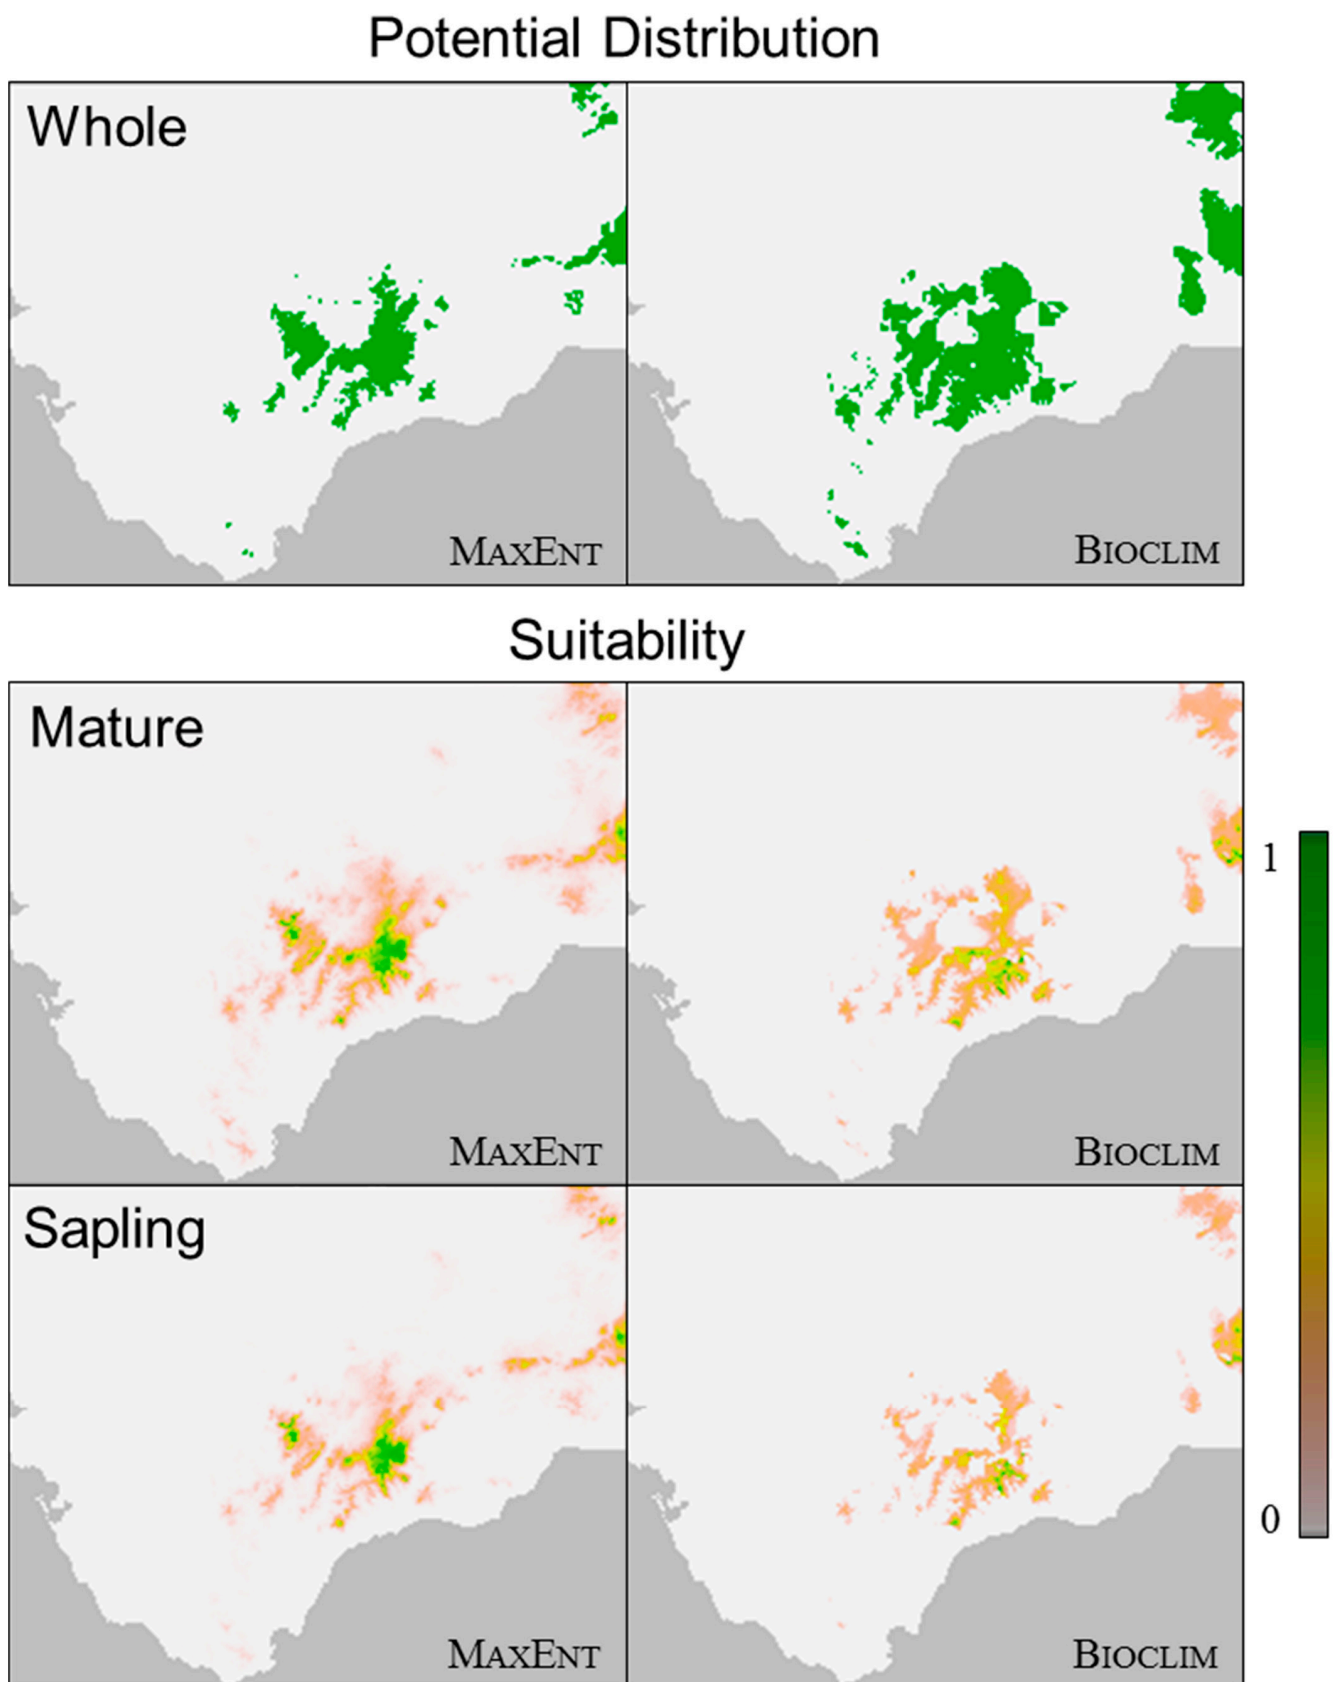 Potential Distribution
Whole
MAXENT
BIOCLIM
Suitability
Mature
1
MAXENT
BIOCLIM
Sapling
0
MAXENT
BIOCLIM